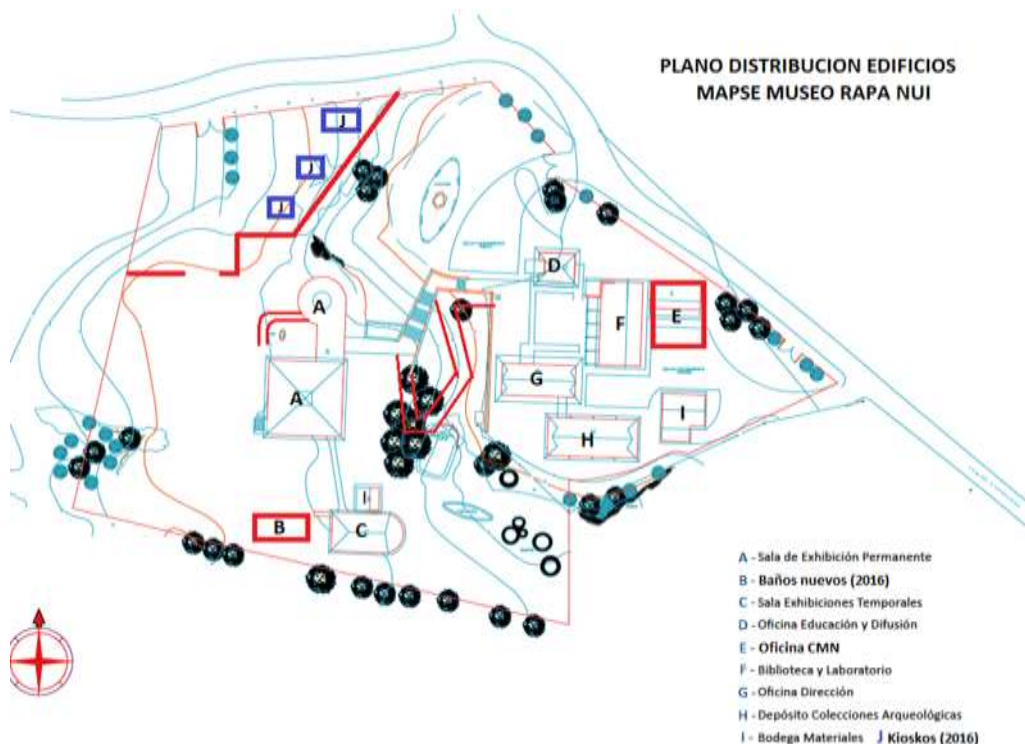 PLANO DISTRIBUCION EDIFICIOS
MAPSE MUSEO RAPA NUI
J
J
J
A
D
F
E
A
G
I
H
I
B
C
A - Sala de Exhibición Permanente
B - Baños nuevos (2016)
C - Sala Exhibiciones Temporales
D - Oficina Educación y Difusión
E - Oficina CMN
F - Biblioteca y Laboratorio
G - Oficina Dirección
H - Depósito Colecciones Arqueológicas
I - Bodega Materiales J Kioskos (2016)